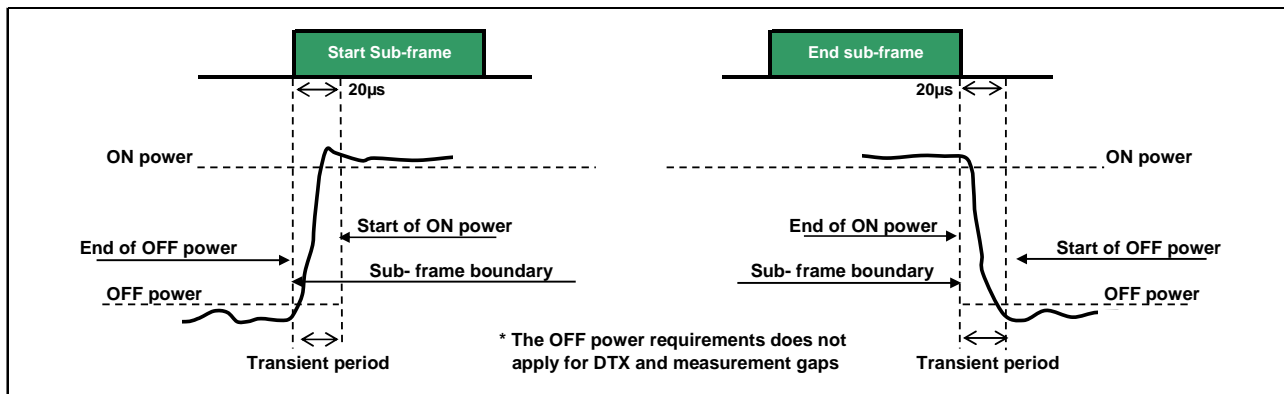 Start Sub-frame
End sub-frame
20µs
20µs
ON power
ON power
Start of ON power
End of ON power
End of OFF power
Start of OFF power
Sub- frame boundary
Sub- frame boundary
OFF power
OFF power
* The OFF power requirements does not
apply for DTX and measurement gaps
Transient period
Transient period